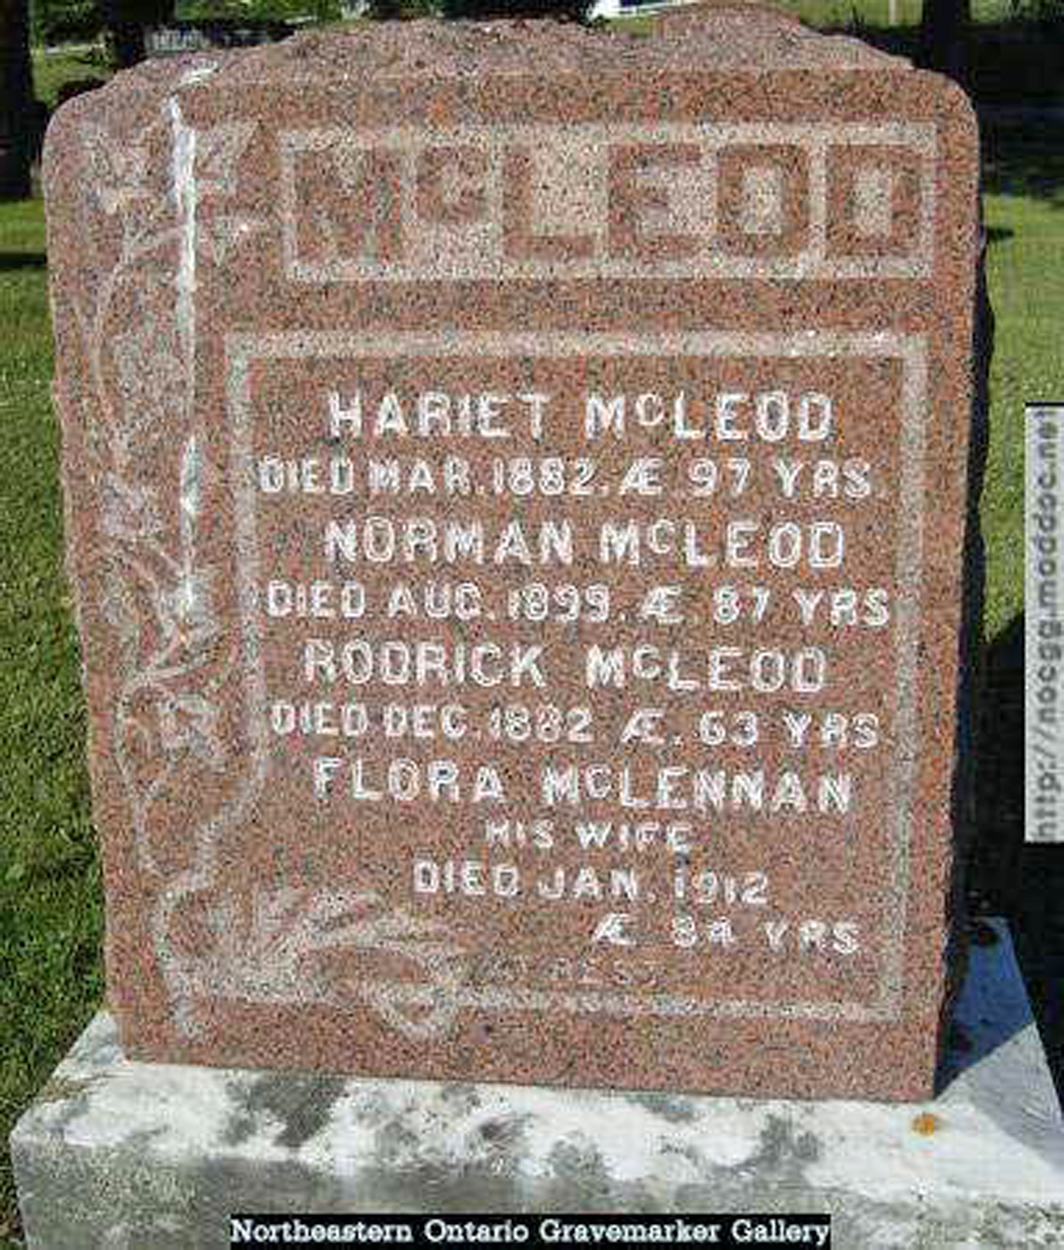 McLEOD
HARIET McLEOD
DIED MAR. 1882. Æ 97 YRS.
NORMAN McLEOD
DIED AUG. 1899. Æ 87 YRS
RODRICK McLEOD
DIED DEC. 1882 Æ. 63 YRS
FLORA McLENNAN
HIS WIFE
DIED JAN. 1912
Æ 84 YRS
http://nocgg.maddoc.net
Northeastern Ontario Gravemarker Gallery